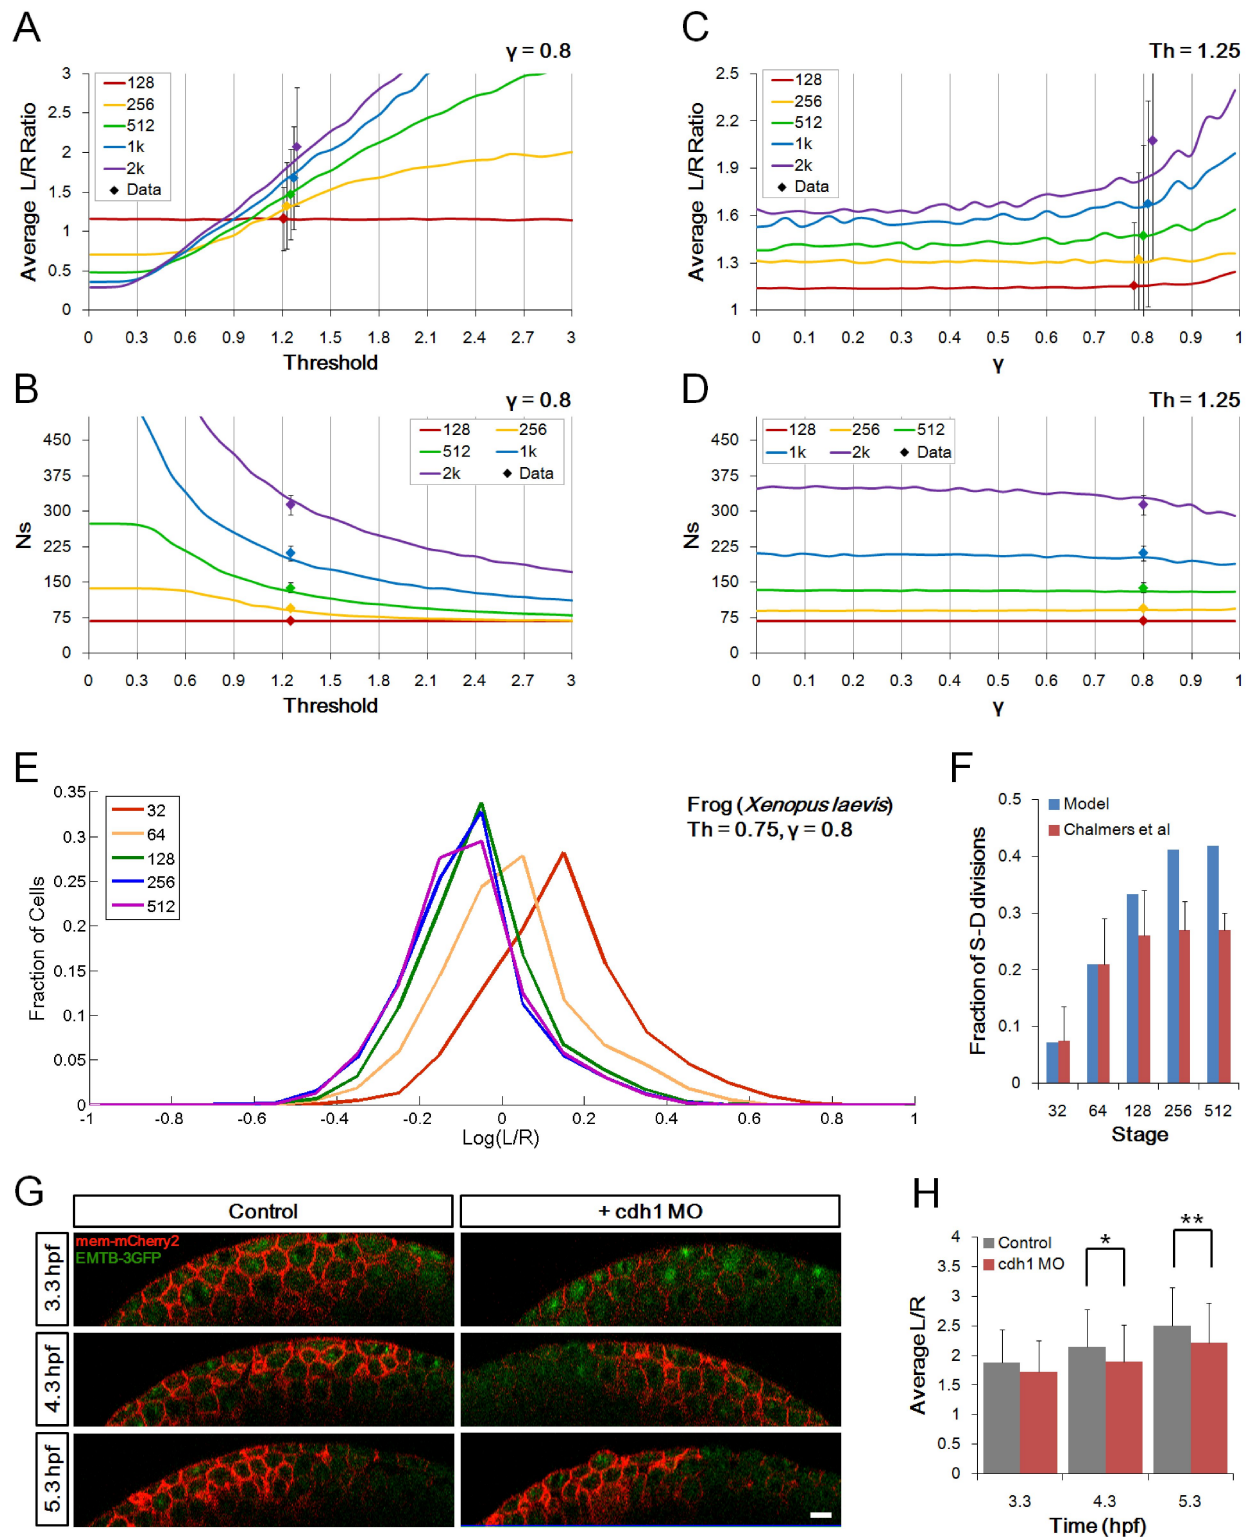 A
γ = 0.8
128
256
512
1k
2k
Data
Average L/R Ratio
3
2.5
2
1.5
1
0.5
0
0 0.3 0.6 0.9 1.2 1.5 1.8 2.1 2.4 2.7 3
Threshold
C
Th = 1.25
128
256
512
1k
2k
Data
Average L/R Ratio
2.5
2.2
1.9
1.6
1.3
1
0 0.1 0.2 0.3 0.4 0.5 0.6 0.7 0.8 0.9 1
γ
B
γ = 0.8
128 256
512 1k
2k Data
Ns
450
375
300
225
150
75
0
0 0.3 0.6 0.9 1.2 1.5 1.8 2.1 2.4 2.7 3
Threshold
D
Th = 1.25
128 256 512
1k 2k Data
Ns
450
375
300
225
150
75
0
0 0.1 0.2 0.3 0.4 0.5 0.6 0.7 0.8 0.9 1
γ
E
32
64
128
256
512
Frog (Xenopus laevis)
Th = 0.75, γ = 0.8
Fraction of Cells
0.35
0.3
0.25
0.2
0.15
0.1
0.05
0
-1 -0.8 -0.6 -0.4 -0.2 0 0.2 0.4 0.6 0.8 1
Log(L/R)
F
Model
Chalmers et al
Fraction of S-D divisions
0.5
0.4
0.3
0.2
0.1
0
32 64 128 256 512
Stage
G
Control
+ cdh1 MO
mem-mCherry2
EMTB-3GFP
3.3 hpf
4.3 hpf
5.3 hpf
H
Control
cdh1 MO
*
**
Average L/R
4
3.5
3
2.5
2
1.5
1
0.5
0
3.3 4.3 5.3
Time (hpf)